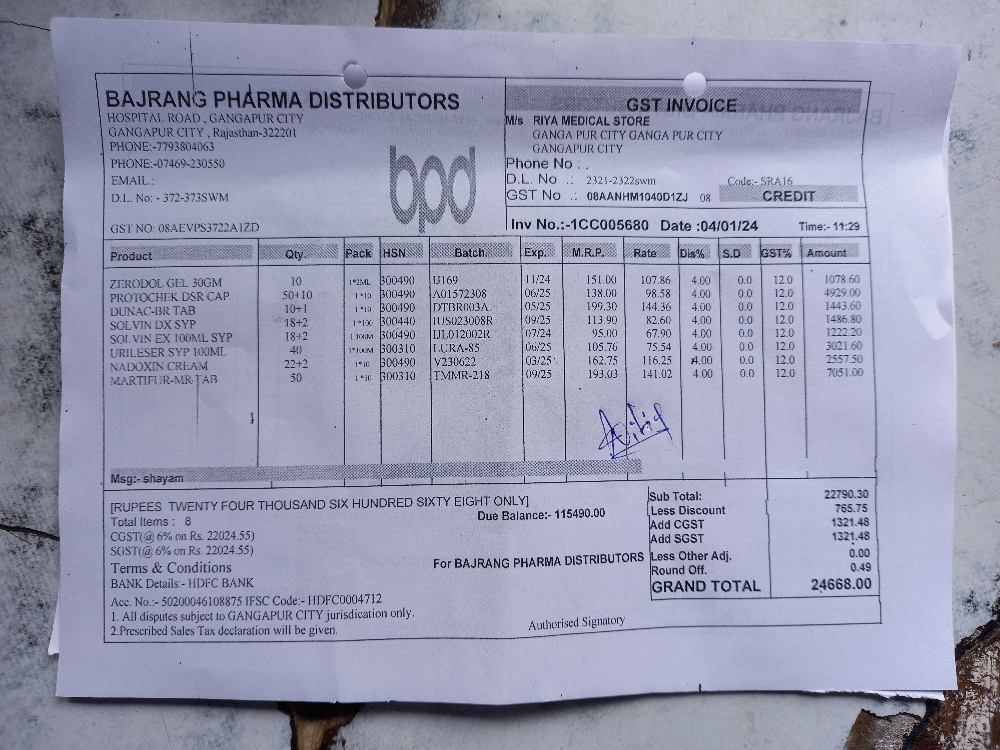 BAJRANG PHARMA DISTRIBUTORS
HOSPITAL ROAD , GANGAPUR CITY
GANGAPUR CITY , Rajasthan-322201
PHONE:-7793804063
PHONE:-07469-230550
EMAIL.:
D.L. No: - 372-373SWM
GST NO: 08AEVPS3722A1ZD
bpd
GST INVOICE
M/s RIYA MEDICAL STORE
GANGA PUR CITY GANGA PUR CITY
GANGAPUR CITY
Phone No : .
D.L. No .: 2321-2322swm Code:- SRA16
GST No .: 08AANHM1040D1ZJ 08 CREDIT
Inv No.:-1CC005680 Date :04/01/24 Time:- 11:29
Product Qty. Pack HSN Batch. Exp. M.R.P. Rate Dis% S.D GST% Amount
ZERODOL GEL 30GM 10 300490 IJ169 11/24 151.00 107.86 4.00 0.0 12.0 1078.60
PROTOCHEK DSR CAP 50+10 1*10 300490 A01572308 06/25 138.00 98.58 4.00 0.0 12.0 4929.00
DUNAC-BR TAB 10+1 1*10 300490 DTBR003A 05/25 199.30 144.36 4.00 0.0 12.0 1443.60
SOLVIN DX SYP 18+2 1*100 300440 IUS023008R 09/25 113.90 82.60 4.00 0.0 12.0 1486.80
SOLVIN EX 100ML SYP 18+2 300490 IJL012002R 07/24 95.00 67.90 4.00 0.0 12.0 1222.20
URILESER SYP 100ML 40 1*100M 300310 LURA-85 06/25 105.76 75.54 4.00 0.0 12.0 3021.60
NADOXIN CREAM 22+2 1*10 300490 V230622 03/25 162.75 116.25 4.00 0.0 12.0 2557.50
MARTIFUR-MR TAB 50 1*10 300310 TMMR-218 09/25 193.03 141.02 4.00 0.0 12.0 7051.00
Msg:- shayam
[RUPEES TWENTY FOUR THOUSAND SIX HUNDRED SIXTY EIGHT ONLY]
Total Items : 8 Due Balance:- 115490.00
CGST(@ 6% on Rs. 22024.55)
SGST(@ 6% on Rs. 22024.55)
Terms & Conditions
BANK Details:- HDFC BANK
Acc. No.:- 50200046108875 IFSC Code:- HDFC0004712
1. All disputes subject to GANGAPUR CITY jurisdication only.
2.Prescribed Sales Tax declaration will be given.
For BAJRANG PHARMA DISTRIBUTORS
Authorised Signatory
Sub Total: 22790.30
Less Discount 765.75
Add CGST 1321.48
Add SGST 1321.48
Less Other Adj. 0.00
Round Off. 0.49
GRAND TOTAL 24668.00